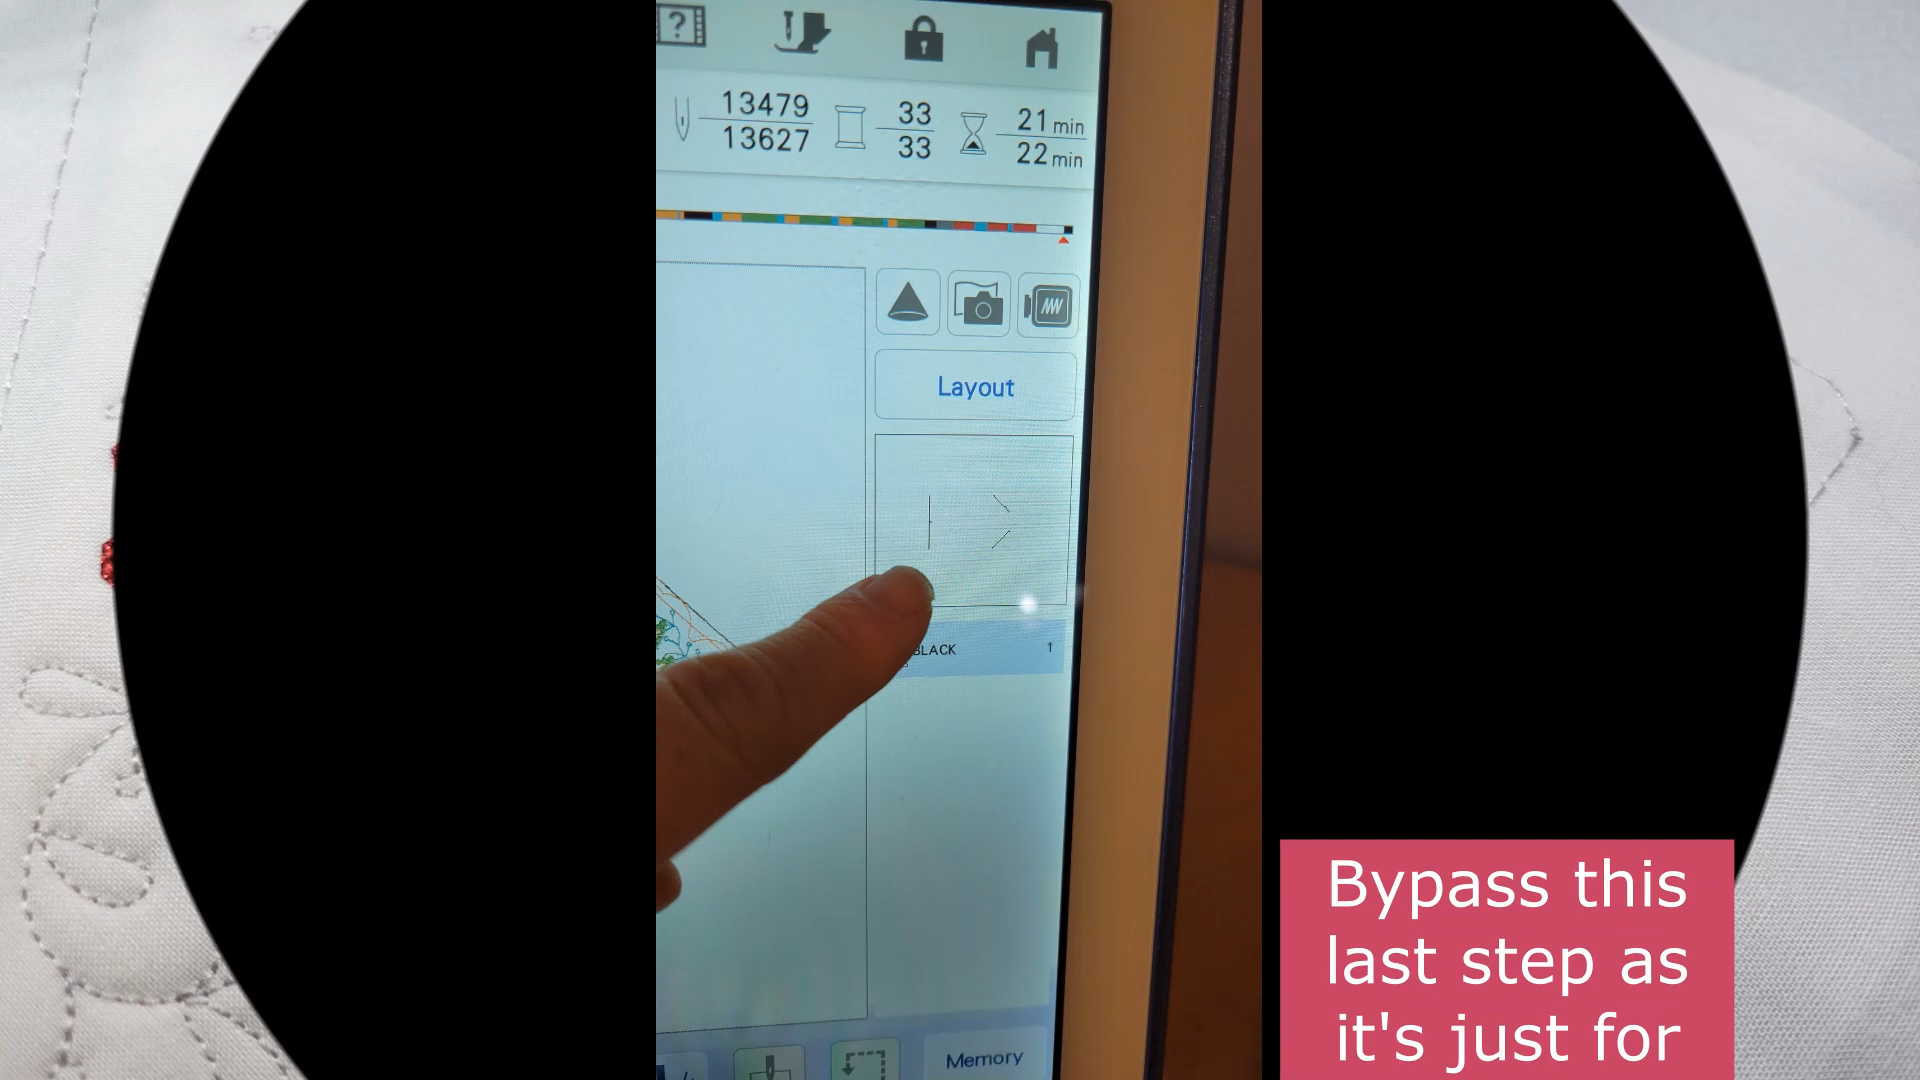 ?
13479
13627
33
33
21 min
22 min
Layout
BLACK 1
Memory
Bypass this
last step as
it's just for